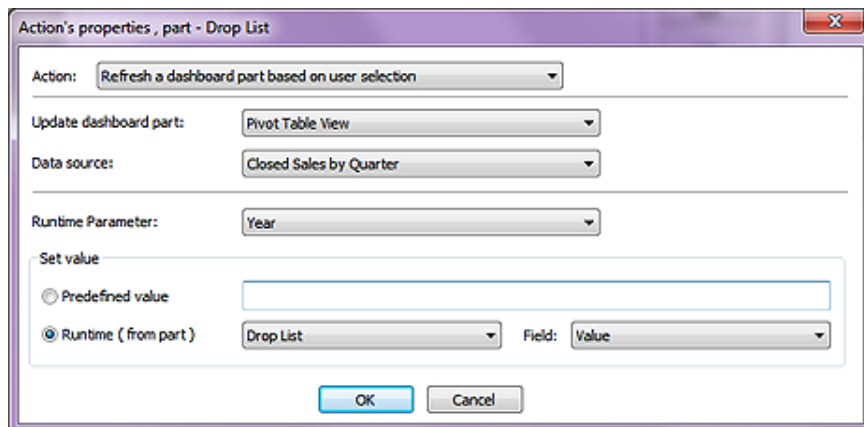 Action's properties , part - Drop List
Action: Refresh a dashboard part based on user selection
Update dashboard part: Pivot Table View
Data source: Closed Sales by Quarter
Runtime Parameter: Year
Set value
Predefined value
Runtime ( from part ) Drop List Field: Value
OK Cancel